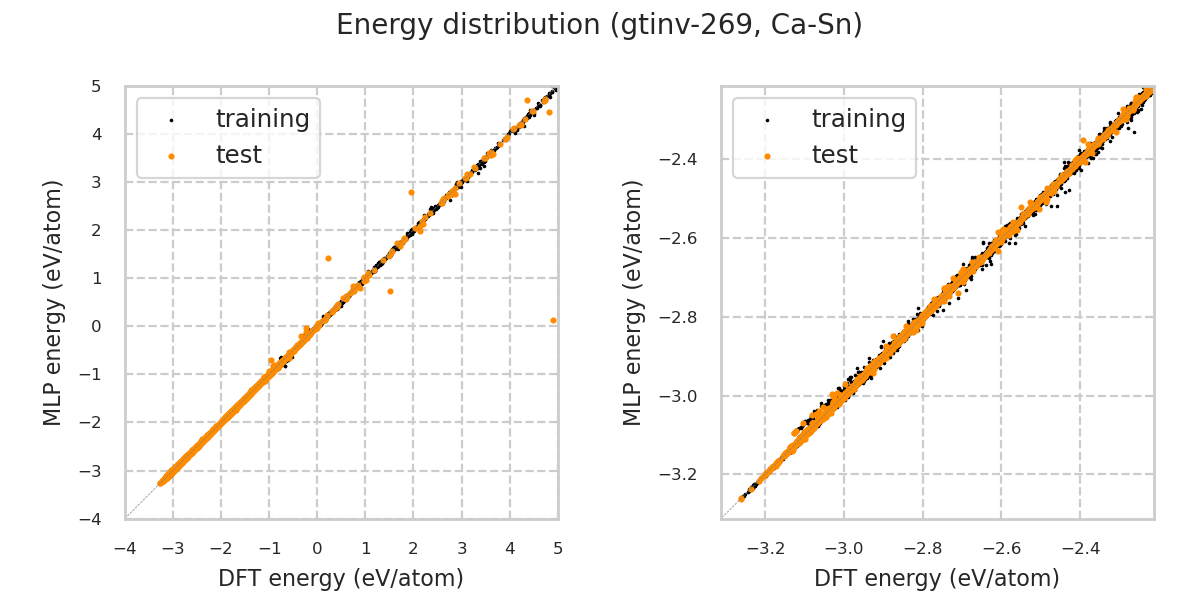 Energy distribution (gtinv-269, Ca-Sn)
training
test
5
4
3
2
1
0
−1
−2
−3
−4
−4 −3 −2 −1 0 1 2 3 4 5
MLP energy (eV/atom)
DFT energy (eV/atom)
training
test
−2.4
−2.6
−2.8
−3.0
−3.2
−3.2 −3.0 −2.8 −2.6 −2.4
MLP energy (eV/atom)
DFT energy (eV/atom)